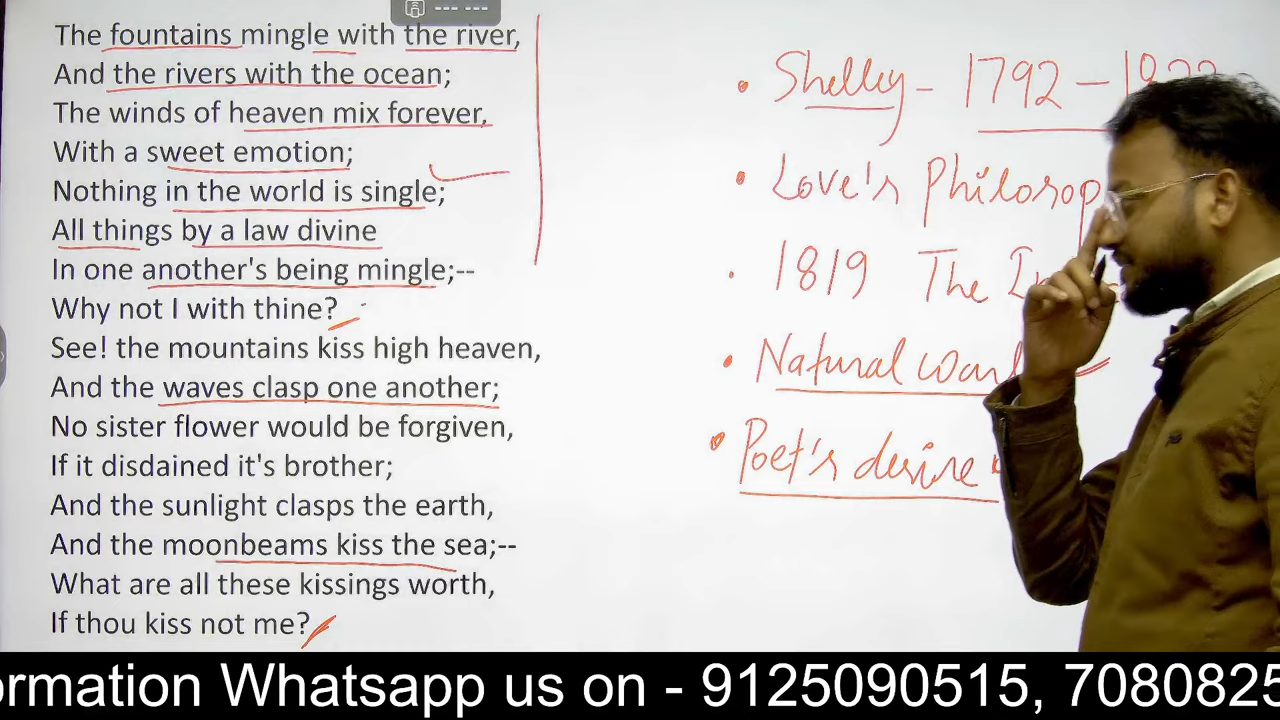 The fountains mingle with the river,
And the rivers with the ocean;
The winds of heaven mix forever,
With a sweet emotion;
Nothing in the world is single;
All things by a law divine
In one another's being mingle;--
Why not I with thine?
See! the mountains kiss high heaven,
And the waves clasp one another;
No sister flower would be forgiven,
If it disdained it's brother;
And the sunlight clasps the earth,
And the moonbeams kiss the sea;--
What are all these kissings worth,
If thou kiss not me?
• Shelley - 1792 -
• Love's
• 1819 The
• Natural
• Poet's desire
Whatsapp us on - 9125090515, 7080825